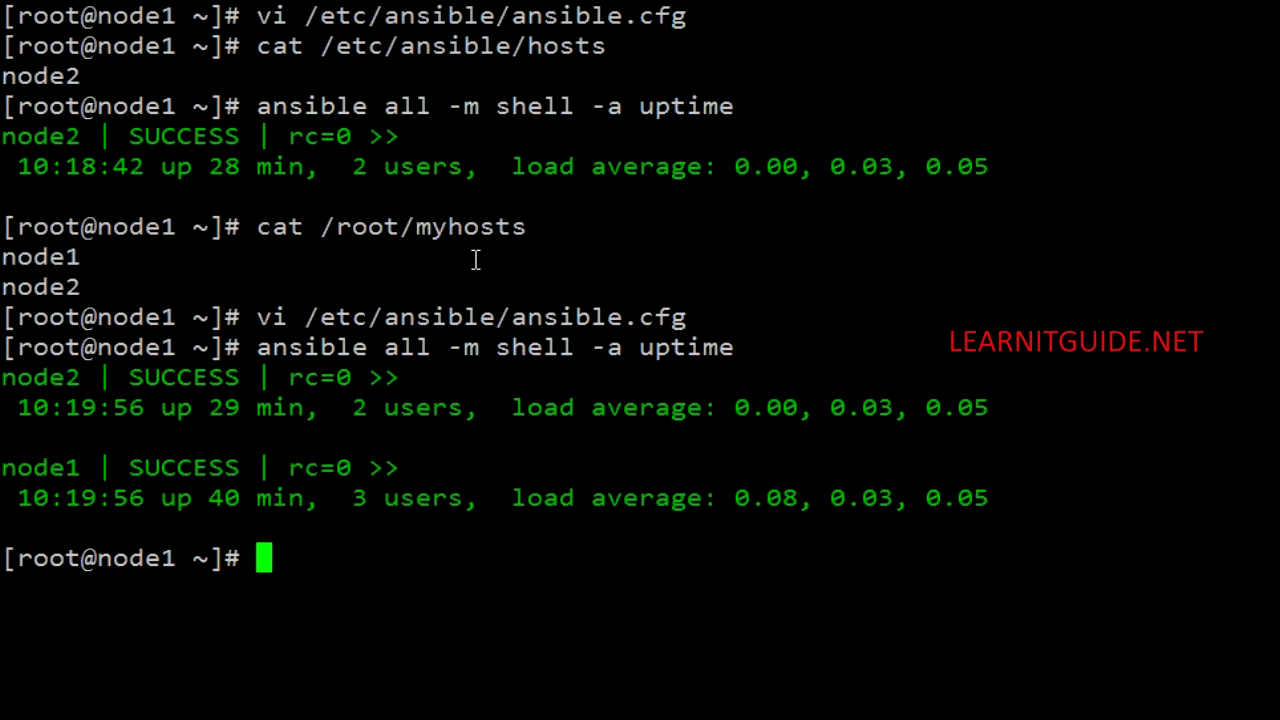 [root@node1 ~]# vi /etc/ansible/ansible.cfg
[root@node1 ~]# cat /etc/ansible/hosts
node2
[root@node1 ~]# ansible all -m shell -a uptime
node2 | SUCCESS | rc=0 >>
 10:18:42 up 28 min,  2 users,  load average: 0.00, 0.03, 0.05

[root@node1 ~]# cat /root/myhosts
node1
node2
[root@node1 ~]# vi /etc/ansible/ansible.cfg
[root@node1 ~]# ansible all -m shell -a uptime
LEARNITGUIDE.NET
node2 | SUCCESS | rc=0 >>
 10:19:56 up 29 min,  2 users,  load average: 0.00, 0.03, 0.05

node1 | SUCCESS | rc=0 >>
 10:19:56 up 40 min,  3 users,  load average: 0.08, 0.03, 0.05

[root@node1 ~]#